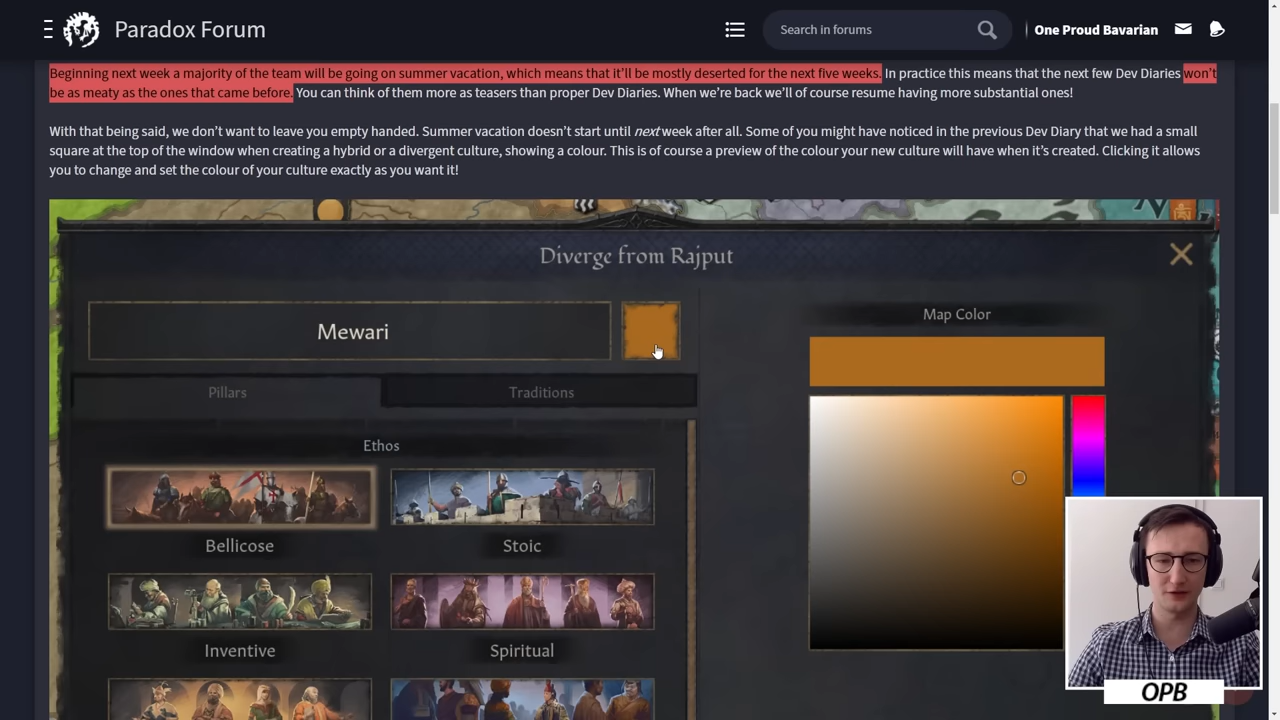 Paradox Forum
Search in forums
One Proud Bavarian
Beginning next week a majority of the team will be going on summer vacation, which means that it'll be mostly deserted for the next five weeks. In practice this means that the next few Dev Diaries won't
be as meaty as the ones that came before. You can think of them more as teasers than proper Dev Diaries. When we're back we'll of course resume having more substantial ones!
With that being said, we don't want to leave you empty handed. Summer vacation doesn't start until next week after all. Some of you might have noticed in the previous Dev Diary that we had a small
square at the top of the window when creating a hybrid or a divergent culture, showing a colour. This is of course a preview of the colour your new culture will have when it's created. Clicking it allows
you to change and set the colour of your culture exactly as you want it!
Diverge from Rajput
Mewari
Map Color
Pillars
Traditions
Ethos
Bellicose
Stoic
Inventive
Spiritual
OPB